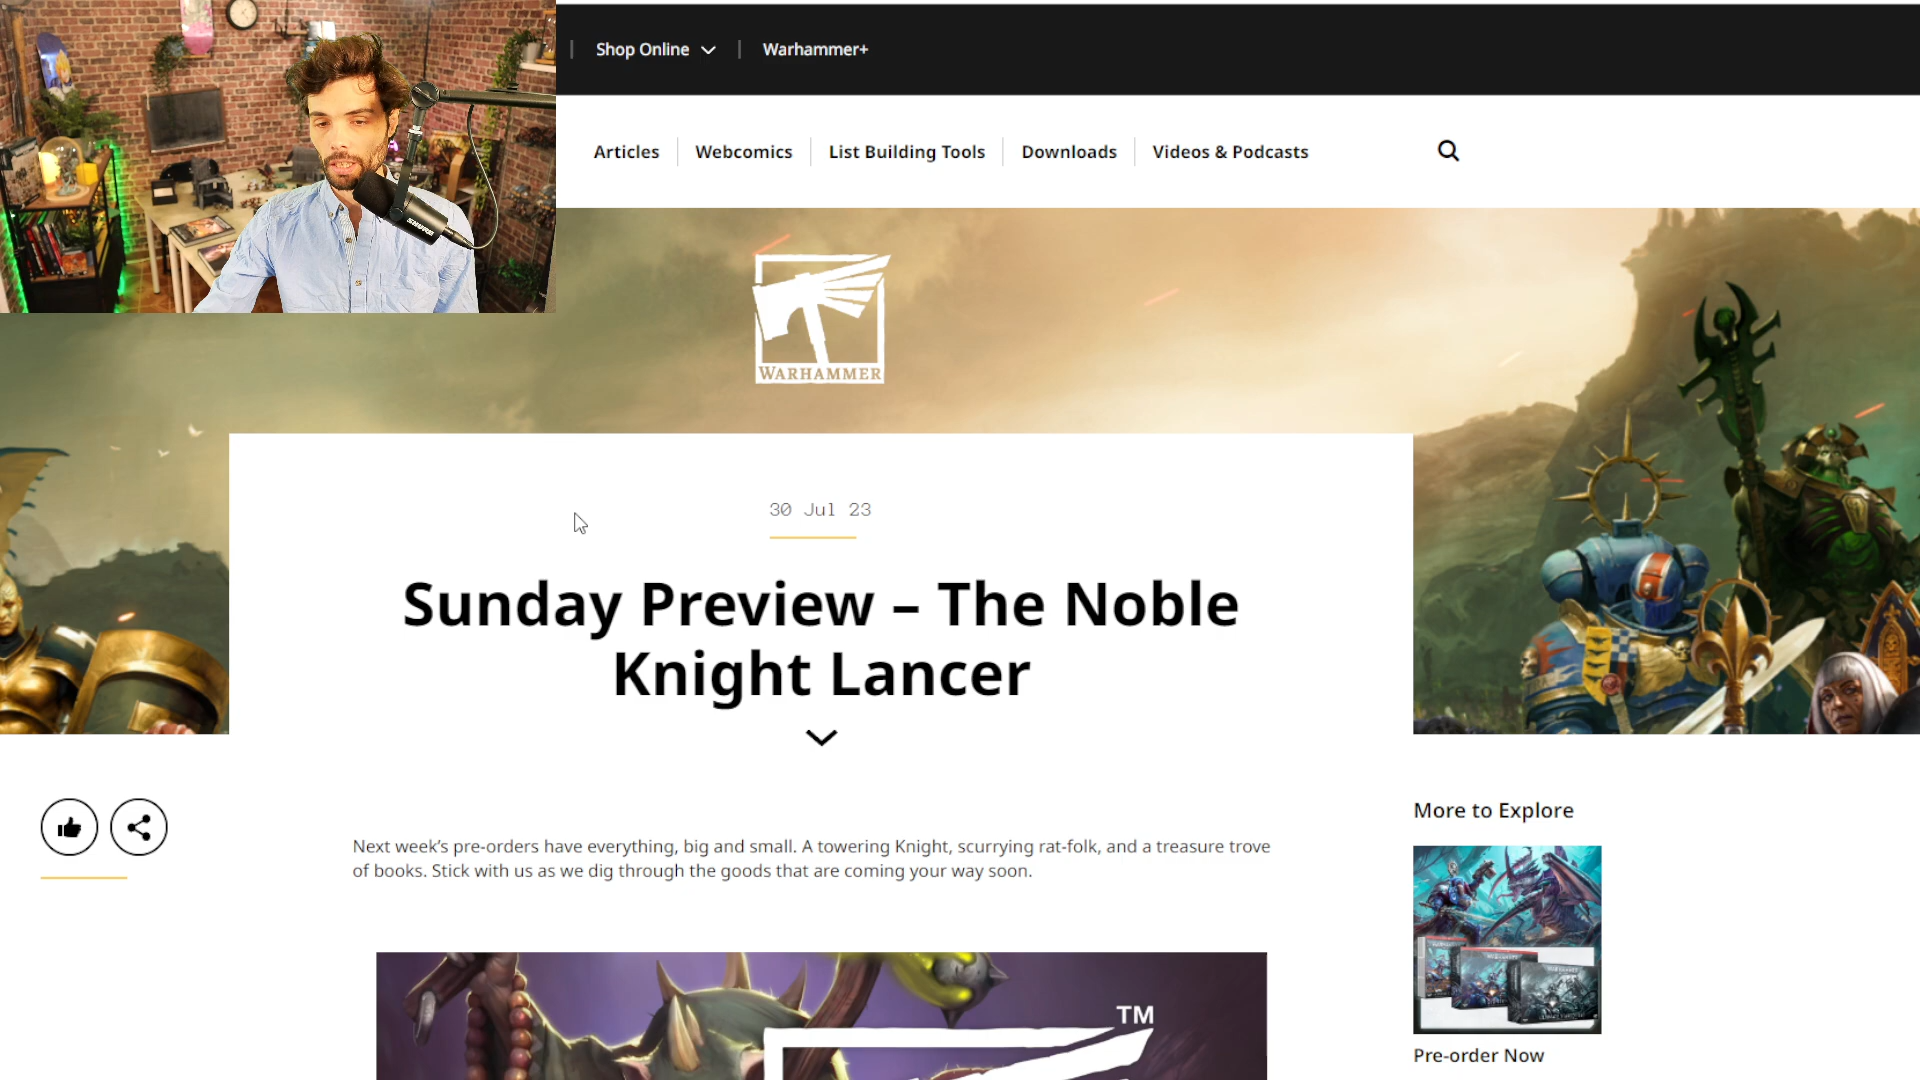 Shop Online
Warhammer+
Articles
Webcomics
List Building Tools
Downloads
Videos & Podcasts
SHURE
WARHAMMER
30 Jul 23
Sunday Preview – The Noble
Knight Lancer
Next week's pre-orders have everything, big and small. A towering Knight, scurrying rat-folk, and a treasure trove
of books. Stick with us as we dig through the goods that are coming your way soon.
TM
More to Explore
Pre-order Now